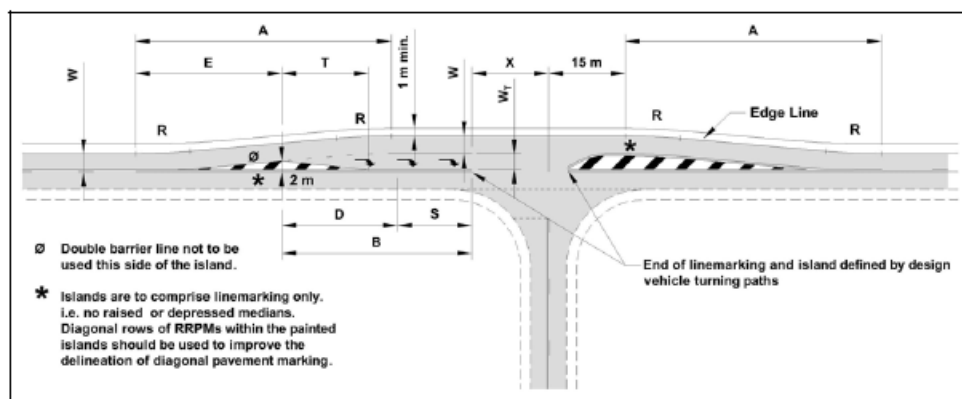 A
A
E
T
1 m min.
W
X
15 m
W
WT
R
R
R
R
Edge Line
Ø
*
*
2 m
D
S
B
Ø Double barrier line not to be
used this side of the island.
End of linemarking and island defined by design
vehicle turning paths
* Islands are to comprise linemarking only.
i.e. no raised or depressed medians.
Diagonal rows of RRPMs within the painted
islands should be used to improve the
delineation of diagonal pavement marking.